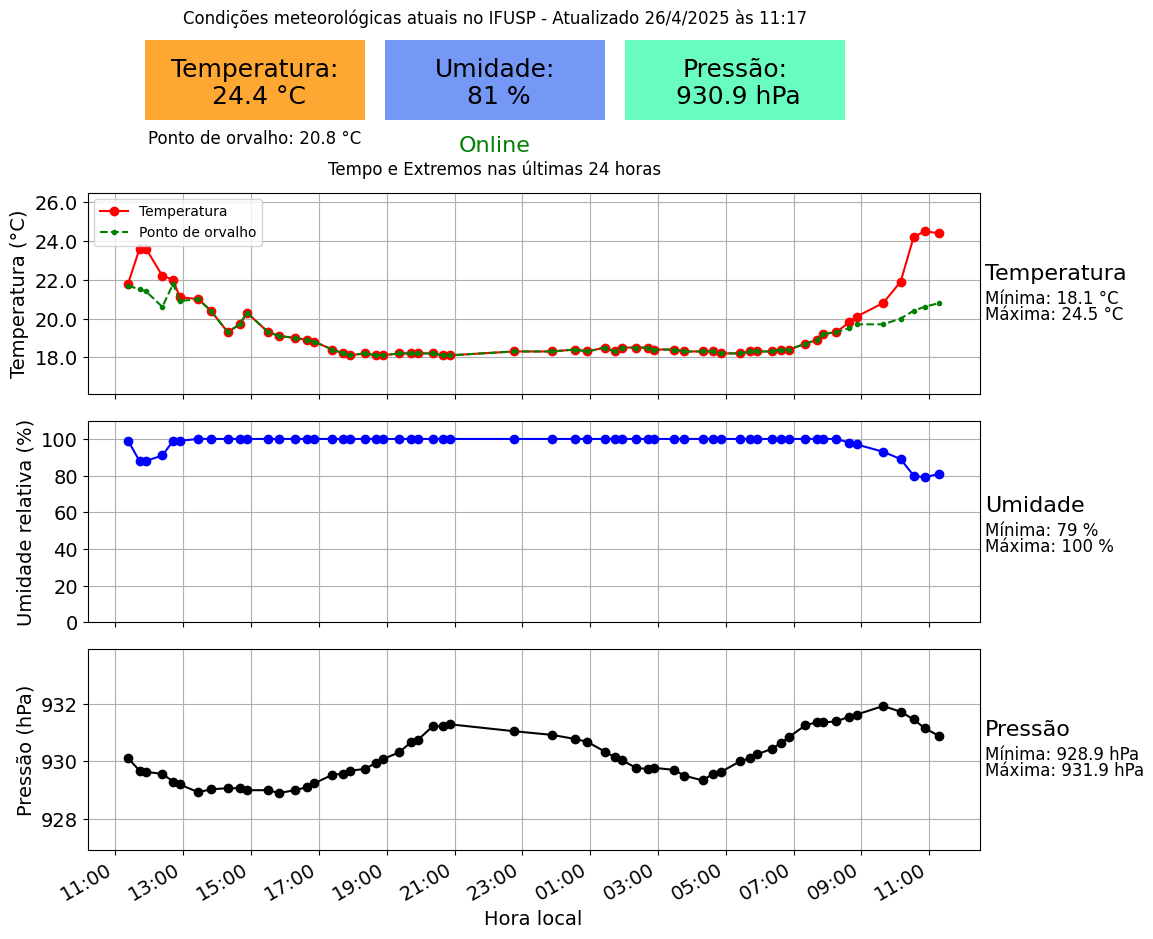 Condições meteorológicas atuais no IFUSP - Atualizado 26/4/2025 às 11:17
Temperatura:
24.4 °C
Umidade:
81 %
Pressão:
930.9 hPa
Ponto de orvalho: 20.8 °C
Online
Tempo e Extremos nas últimas 24 horas
Temperatura (°C)
26.0
24.0
22.0
20.0
18.0
Temperatura
Ponto de orvalho
Temperatura
Mínima: 18.1 °C
Máxima: 24.5 °C
Umidade relativa (%)
100
80
60
40
20
0
Umidade
Mínima: 79 %
Máxima: 100 %
Pressão (hPa)
932
930
928
Pressão
Mínima: 928.9 hPa
Máxima: 931.9 hPa
11:00 13:00 15:00 17:00 19:00 21:00 23:00 01:00 03:00 05:00 07:00 09:00 11:00
Hora local